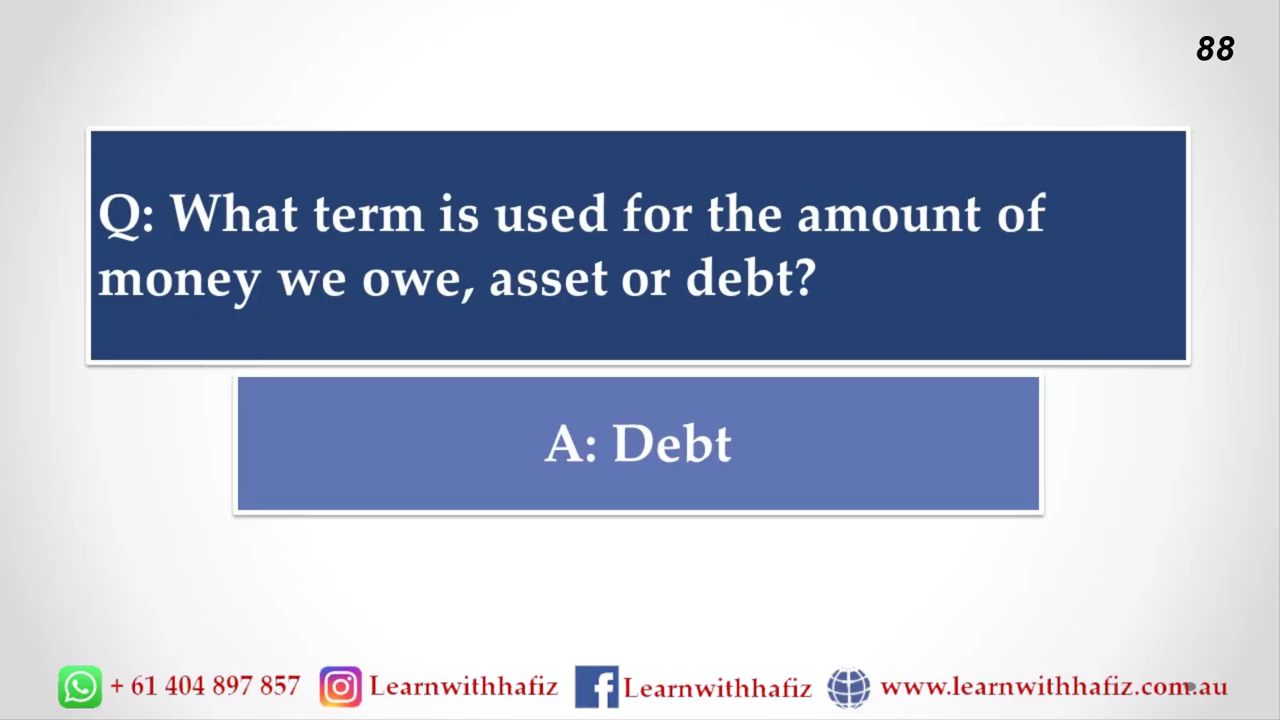 88
Q: What term is used for the amount of
money we owe, asset or debt?
A: Debt
+ 61 404 897 857 Learnwithhafiz Learnwithhafiz www.learnwithhafiz.com.au